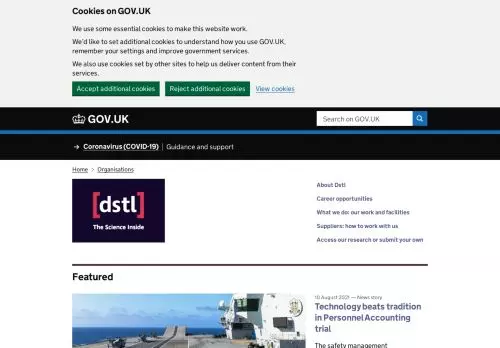 Cookies on GOV.UK
We use some essential cookies to make this website work.
We'd like to set additional cookies to understand how you use GOV.UK,
remember your settings and improve government services.
We also use cookies set by other sites to help us deliver content from their
services.
Accept additional cookies Reject additional cookies View cookies
GOV.UK Search on GOV.UK
→ Coronavirus (COVID-19) Guidance and support
Home > Organisations
[dstl]
The Science Inside
About Dstl
Career opportunities
What we do: our work and facilities
Suppliers: how to work with us
Access our research or submit your own
Featured
10 August 2021 — News story
Technology beats tradition
in Personnel Accounting
trial
The safety management